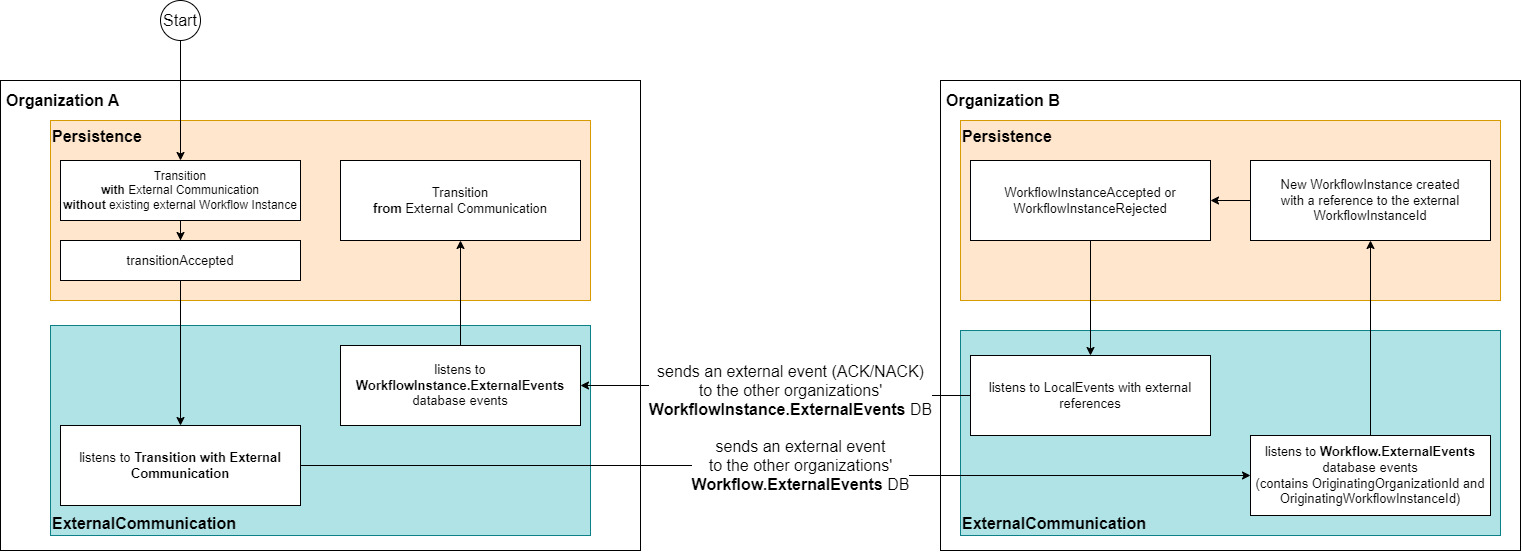 Start
Organization A
Persistence
Transition
with External Communication
without existing external Workflow Instance
transitionAccepted
Transition
from External Communication
listens to
WorkflowInstance.ExternalEvents
database events
listens to Transition with External
Communication
ExternalCommunication
sends an external event (ACK/NACK)
to the other organizations'
WorkflowInstance.ExternalEvents DB
sends an external event
to the other organizations'
Workflow.ExternalEvents DB
Organization B
Persistence
WorkflowInstanceAccepted or
WorkflowInstanceRejected
New WorkflowInstance created
with a reference to the external
WorkflowInstanceId
listens to LocalEvents with external
references
listens to Workflow.ExternalEvents
database events
(contains OriginatingOrganizationId and
OriginatingWorkflowInstanceId)
ExternalCommunication